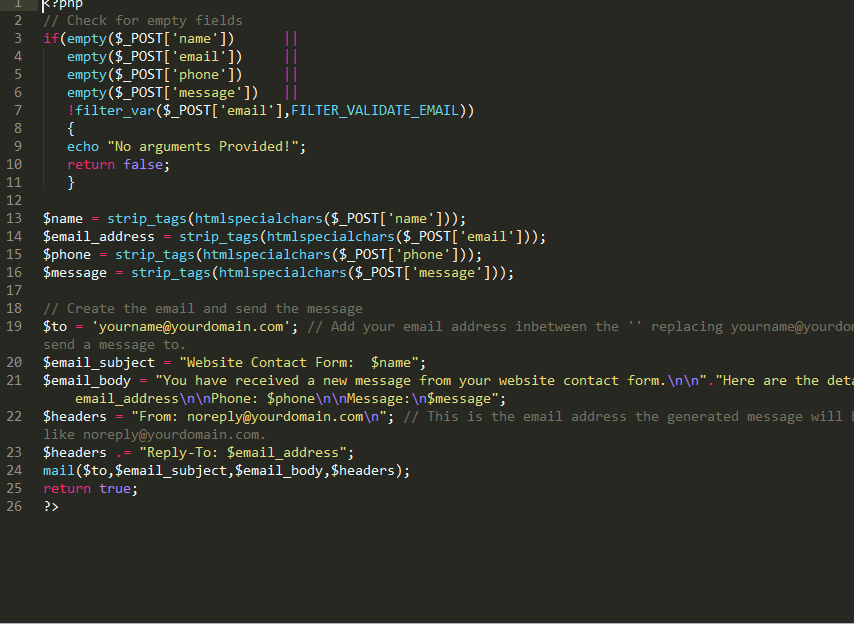 1 <?php
2 // Check for empty fields
3 if(empty($_POST['name'])      ||
4    empty($_POST['email'])     ||
5    empty($_POST['phone'])     ||
6    empty($_POST['message'])   ||
7    !filter_var($_POST['email'],FILTER_VALIDATE_EMAIL))
8    {
9    echo "No arguments Provided!";
10    return false;
11    }
12
13 $name = strip_tags(htmlspecialchars($_POST['name']));
14 $email_address = strip_tags(htmlspecialchars($_POST['email']));
15 $phone = strip_tags(htmlspecialchars($_POST['phone']));
16 $message = strip_tags(htmlspecialchars($_POST['message']));
17
18 // Create the email and send the message
19 $to = 'yourname@yourdomain.com'; // Add your email address inbetween the '' replacing yourname@yourdom
send a message to.
20 $email_subject = "Website Contact Form:  $name";
21 $email_body = "You have received a new message from your website contact form.\n\n"."Here are the deta
email_address\n\nPhone: $phone\n\nMessage:\n$message";
22 $headers = "From: noreply@yourdomain.com\n"; // This is the email address the generated message will b
like noreply@yourdomain.com.
23 $headers .= "Reply-To: $email_address";
24 mail($to,$email_subject,$email_body,$headers);
25 return true;
26 ?>